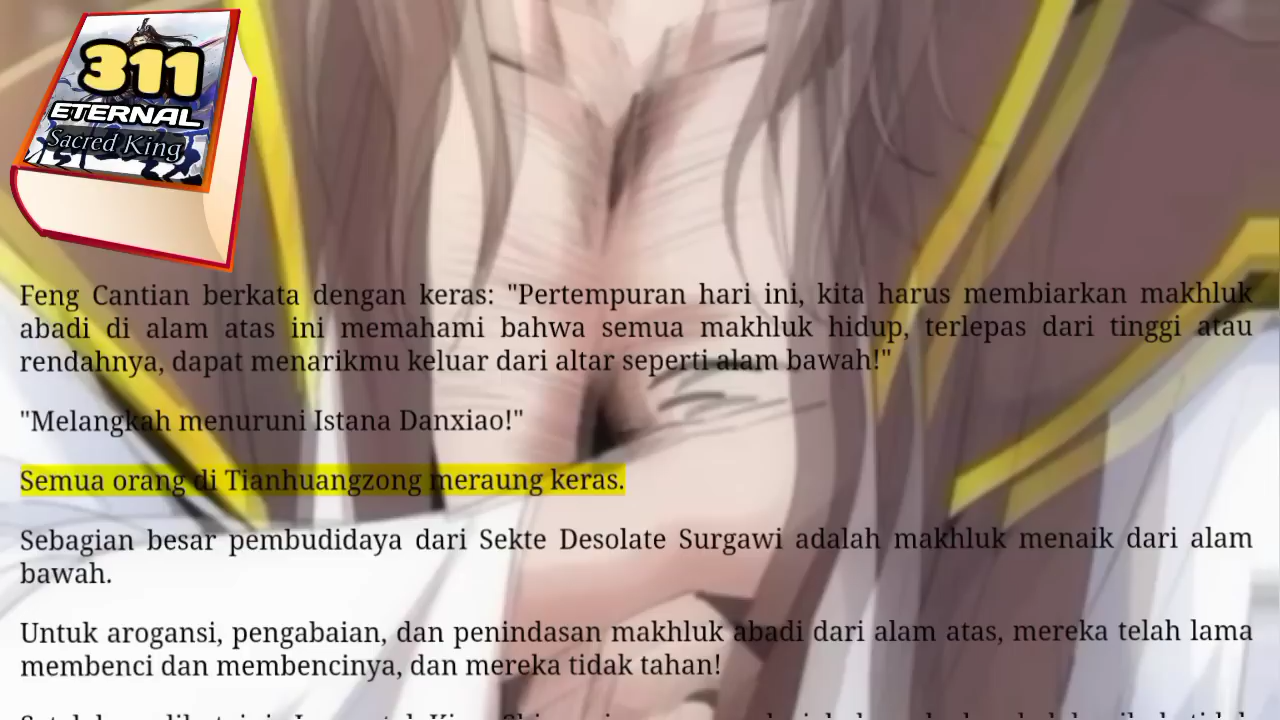 311
ETERNAL
Sacred King
Feng Cantian berkata dengan keras: "Pertempuran hari ini, kita harus membiarkan makhluk
abadi di alam atas ini memahami bahwa semua makhluk hidup, terlepas dari tinggi atau
rendahnya, dapat menarikmu keluar dari altar seperti alam bawah!"
"Melangkah menuruni Istana Danxiao!"
Semua orang di Tianhuangzong meraung keras.
Sebagian besar pembudidaya dari Sekte Desolate Surgawi adalah makhluk menaik dari alam
bawah.
Untuk arogansi, pengabaian, dan penindasan makhluk abadi dari alam atas, mereka telah lama
membenci dan membencinya, dan mereka tidak tahan!